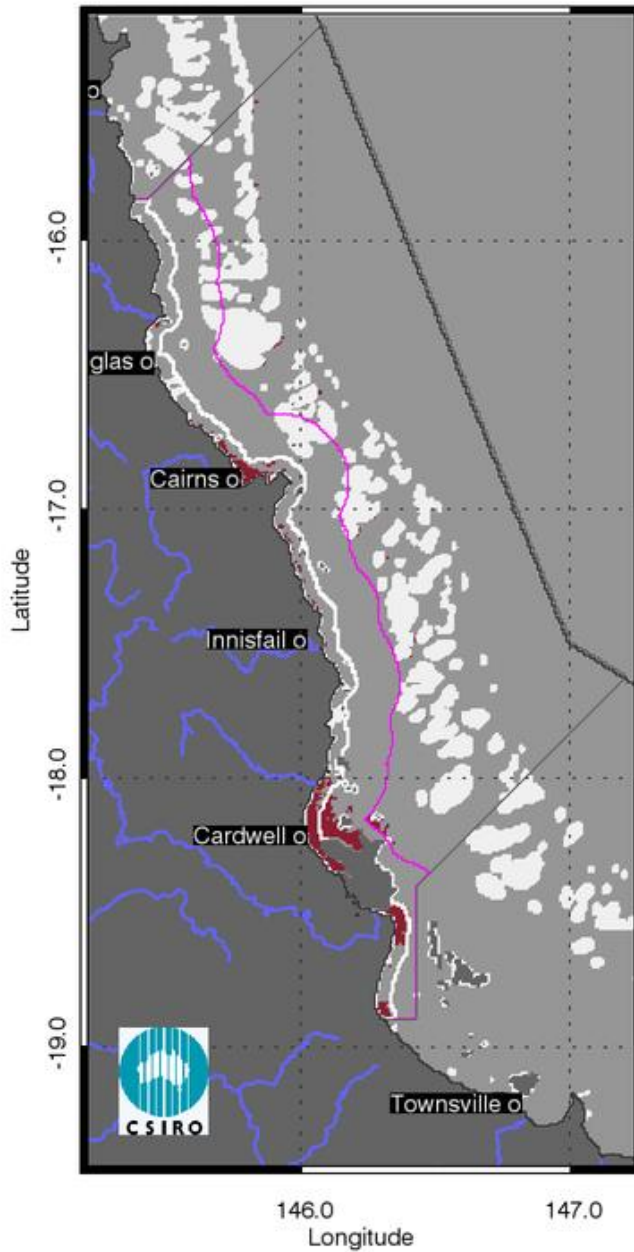 -16.0
glas o
Cairns o
-17.0
Latitude
Innisfail o
-18.0
Cardwell o
-19.0
CSIRO
Townsville o
146.0
147.0
Longitude